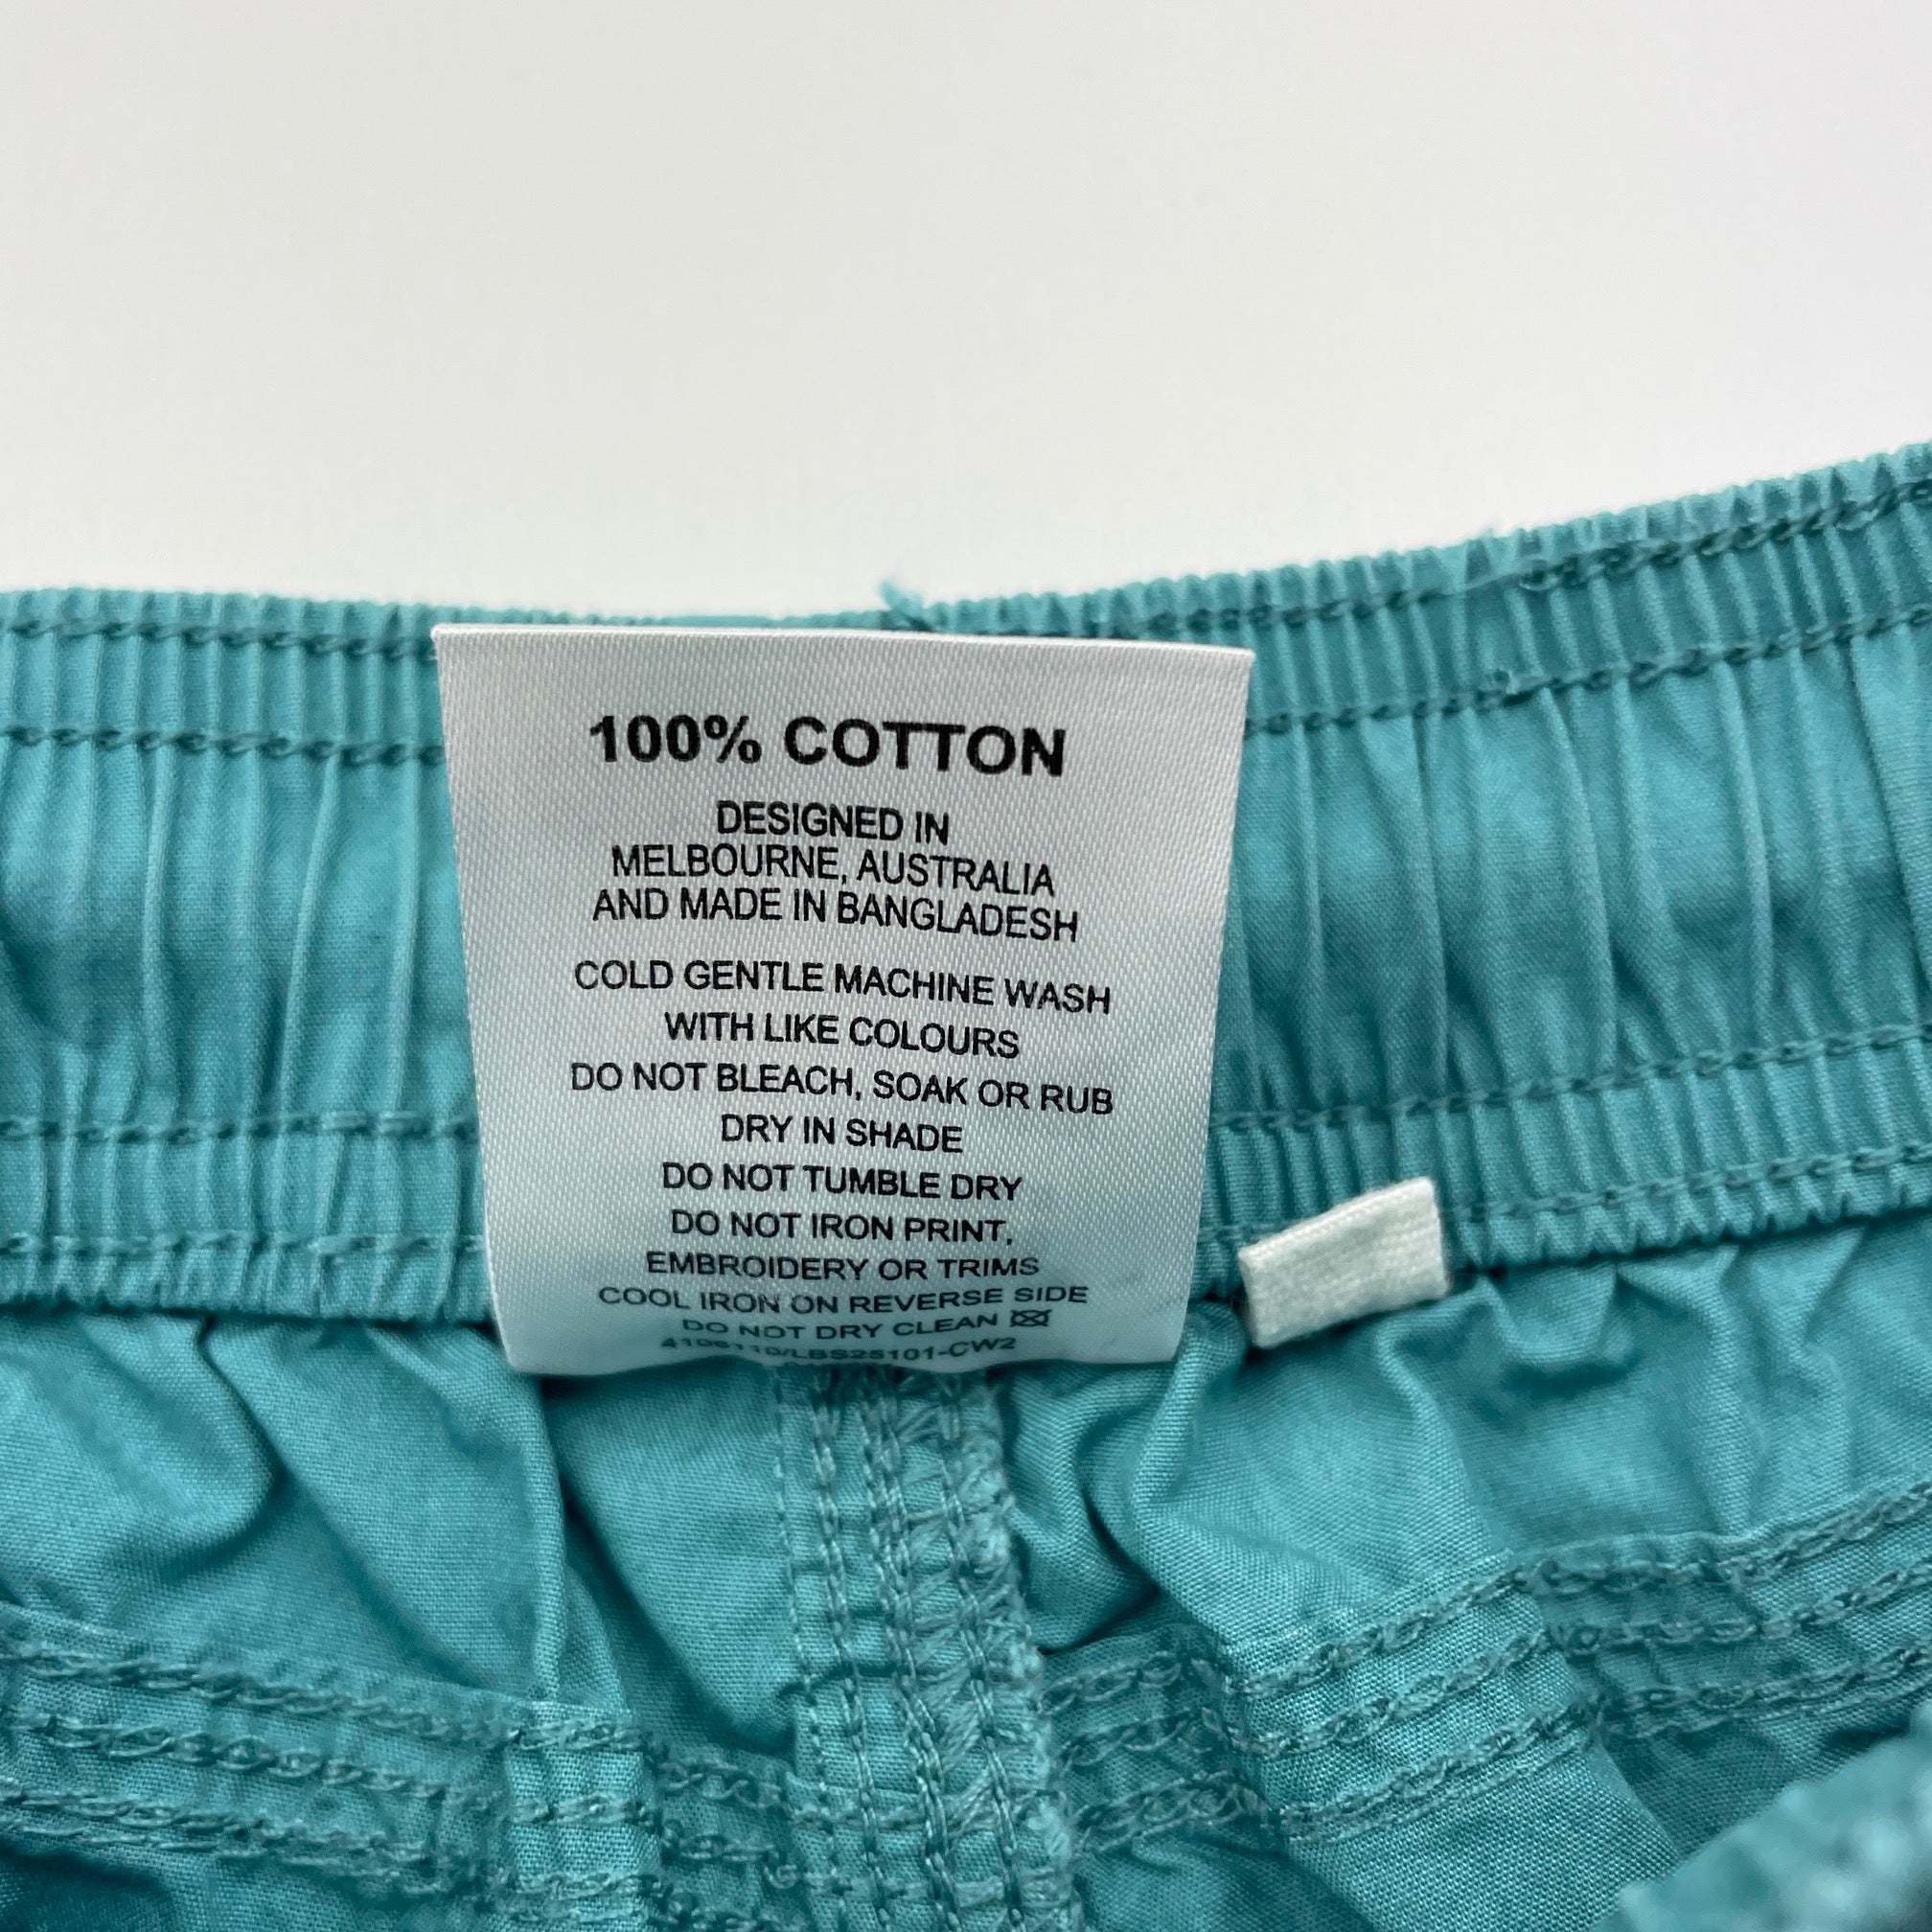 100% COTTON
DESIGNED IN
MELBOURNE, AUSTRALIA
AND MADE IN BANGLADESH
COLD GENTLE MACHINE WASH
WITH LIKE COLOURS
DO NOT BLEACH, SOAK OR RUB
DRY IN SHADE
DO NOT TUMBLE DRY
DO NOT IRON PRINT,
EMBROIDERY OR TRIMS
COOL IRON ON REVERSE SIDE
DO NOT DRY CLEAN